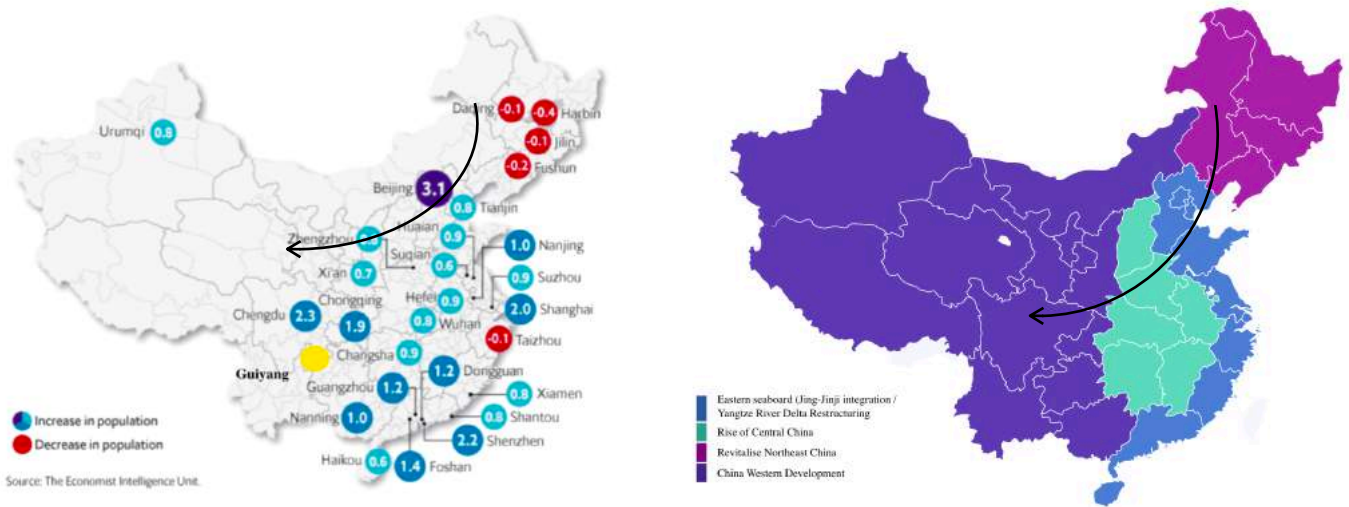 Daqing -0.1
-0.4 Harbin
Urumqi 0.8
-0.1 Jilin
-0.2 Fushun
Beijing 3.1
0.8 Tianjin
Huaian 0.9
Zhengzhou
1.0 Nanjing
Suqian 0.6
Xi'an 0.7
0.9 Suzhou
Hefei 0.9
Chongqing 1.9
Chengdu 2.3
2.0 Shanghai
0.8 Wuhan
-0.1 Taizhou
Changsha 0.9
Guiyang
1.2 Dongguan
Guangzhou 1.2
0.8 Xiamen
Nanning 1.0
0.8 Shantou
2.2 Shenzhen
Haikou 0.6
1.4 Foshan
Increase in population
Decrease in population
Source: The Economist Intelligence Unit.
Eastern seaboard (Jing-Jinji integration /
Yangtze River Delta Restructuring
Rise of Central China
Revitalise Northeast China
China Western Development